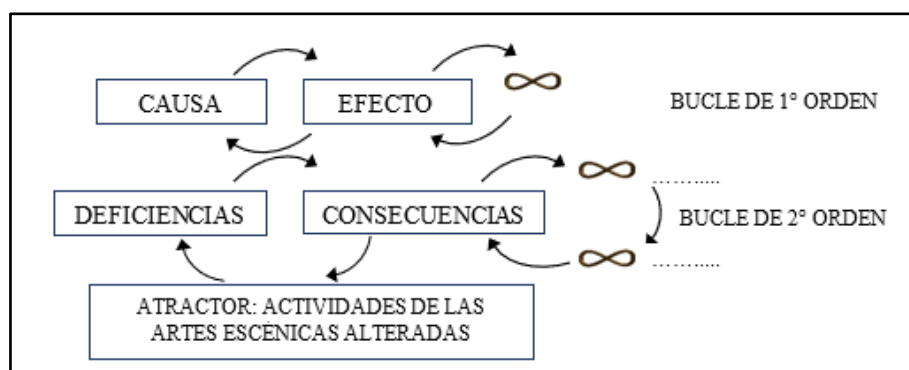 CAUSA
EFECTO
BUCLE DE 1° ORDEN
DEFICIENCIAS
CONSECUENCIAS
………..
BUCLE DE 2° ORDEN
………..
ATRACTOR: ACTIVIDADES DE LAS
ARTES ESCÉNICAS ALTERADAS